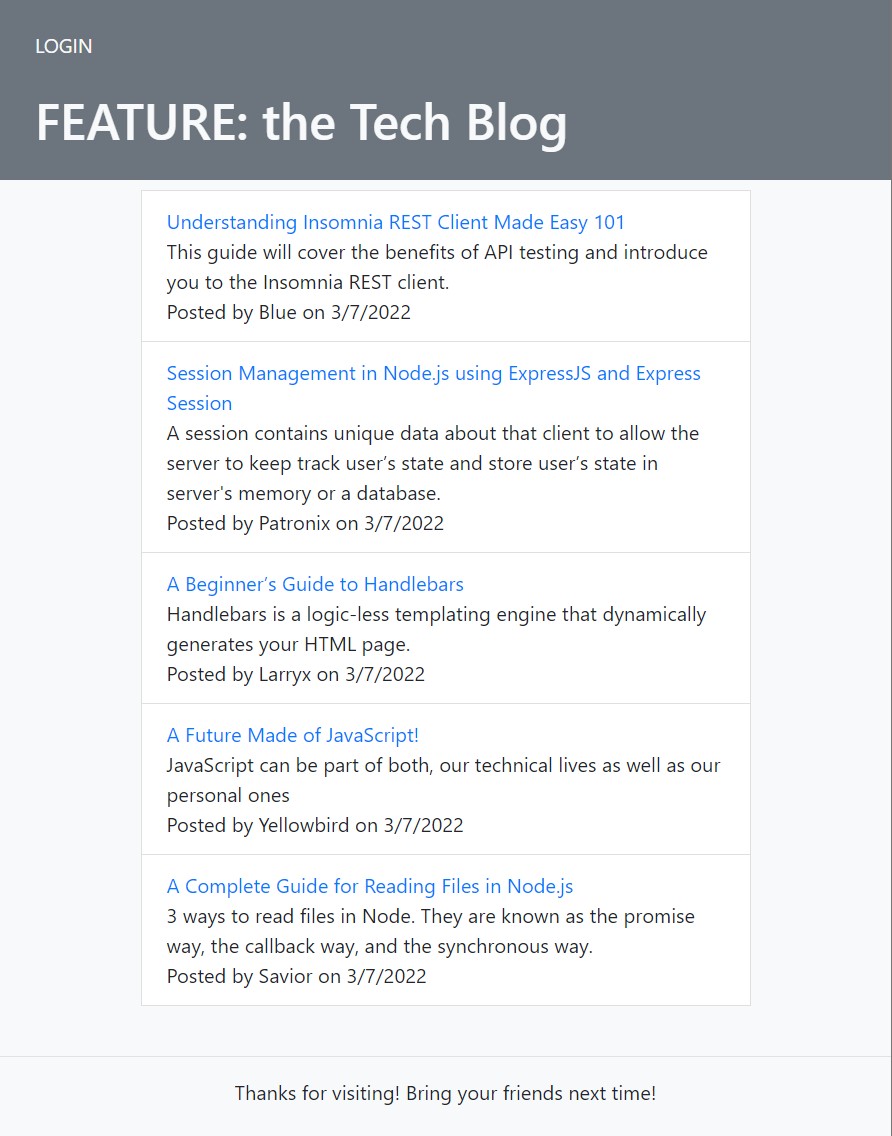 LOGIN
FEATURE: the Tech Blog
Understanding Insomnia REST Client Made Easy 101
This guide will cover the benefits of API testing and introduce
you to the Insomnia REST client.
Posted by Blue on 3/7/2022
Session Management in Node.js using ExpressJS and Express
Session
A session contains unique data about that client to allow the
server to keep track user’s state and store user’s state in
server's memory or a database.
Posted by Patronix on 3/7/2022
A Beginner’s Guide to Handlebars
Handlebars is a logic-less templating engine that dynamically
generates your HTML page.
Posted by Larryx on 3/7/2022
A Future Made of JavaScript!
JavaScript can be part of both, our technical lives as well as our
personal ones
Posted by Yellowbird on 3/7/2022
A Complete Guide for Reading Files in Node.js
3 ways to read files in Node. They are known as the promise
way, the callback way, and the synchronous way.
Posted by Savior on 3/7/2022
Thanks for visiting! Bring your friends next time!